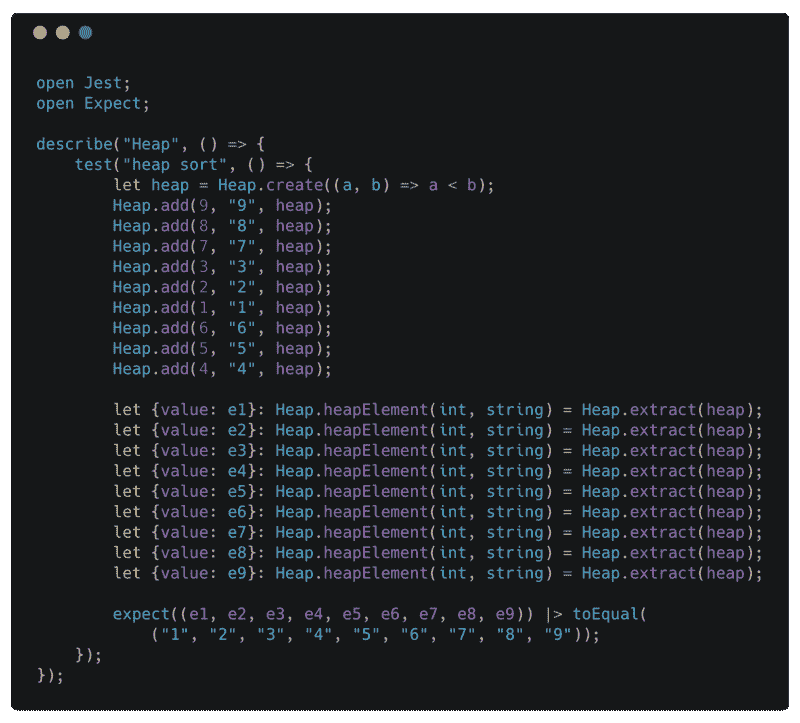 open Jest;
open Expect;

describe("Heap", () => {
    test("heap sort", () => {
        let heap = Heap.create((a, b) => a < b);
        Heap.add(9, "9", heap);
        Heap.add(8, "8", heap);
        Heap.add(7, "7", heap);
        Heap.add(3, "3", heap);
        Heap.add(2, "2", heap);
        Heap.add(1, "1", heap);
        Heap.add(6, "6", heap);
        Heap.add(5, "5", heap);
        Heap.add(4, "4", heap);

        let {value: e1}: Heap.heapElement(int, string) = Heap.extract(heap);
        let {value: e2}: Heap.heapElement(int, string) = Heap.extract(heap);
        let {value: e3}: Heap.heapElement(int, string) = Heap.extract(heap);
        let {value: e4}: Heap.heapElement(int, string) = Heap.extract(heap);
        let {value: e5}: Heap.heapElement(int, string) = Heap.extract(heap);
        let {value: e6}: Heap.heapElement(int, string) = Heap.extract(heap);
        let {value: e7}: Heap.heapElement(int, string) = Heap.extract(heap);
        let {value: e8}: Heap.heapElement(int, string) = Heap.extract(heap);
        let {value: e9}: Heap.heapElement(int, string) = Heap.extract(heap);

        expect((e1, e2, e3, e4, e5, e6, e7, e8, e9)) |> toEqual(
            ("1", "2", "3", "4", "5", "6", "7", "8", "9"));
    });
});